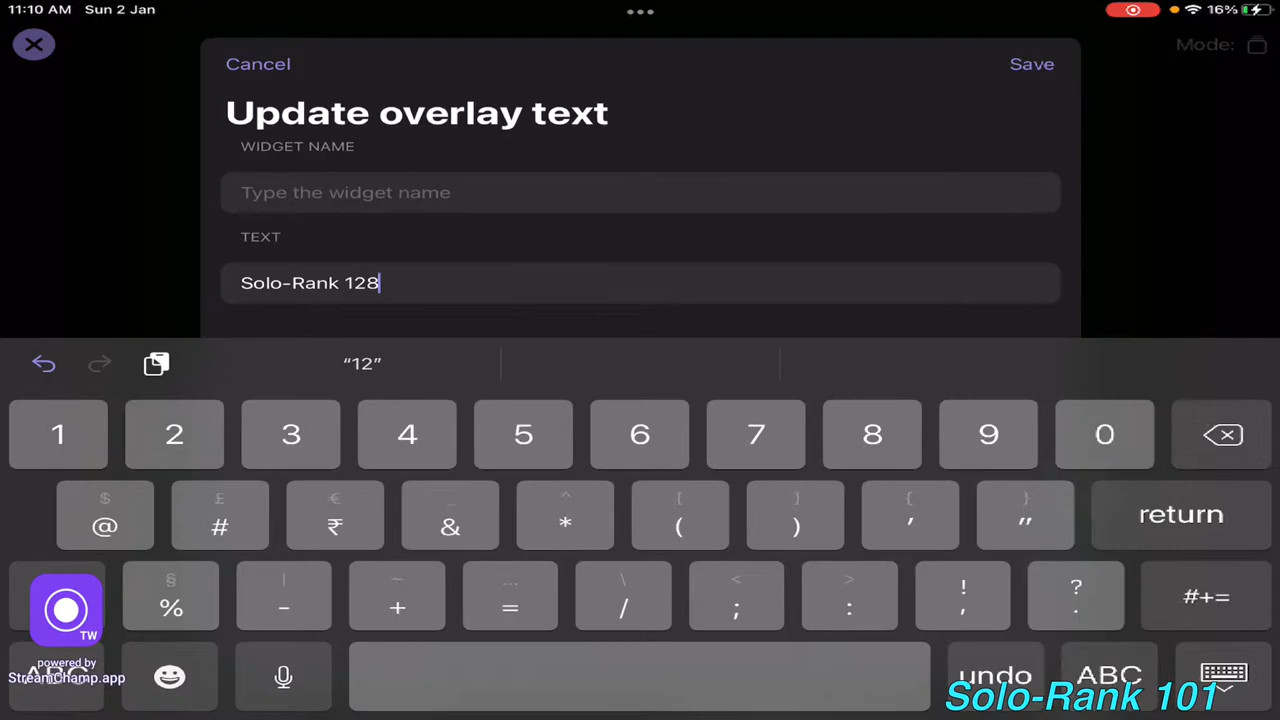 11:10 AM Sun 2 Jan
16%
Mode:
Cancel
Save
Update overlay text
WIDGET NAME
Type the widget name
TEXT
Solo-Rank 128
“12”
1 2 3 4 5 6 7 8 9 0
$ £ € _ ^ [ ] { }
@ # ₹ & * ( ) ' " return
§ | ~ … \ < > ! ?
% - + = / ; : , . #+=
TW
powered by
StreamChamp.app
ABC undo ABC
Solo-Rank 101